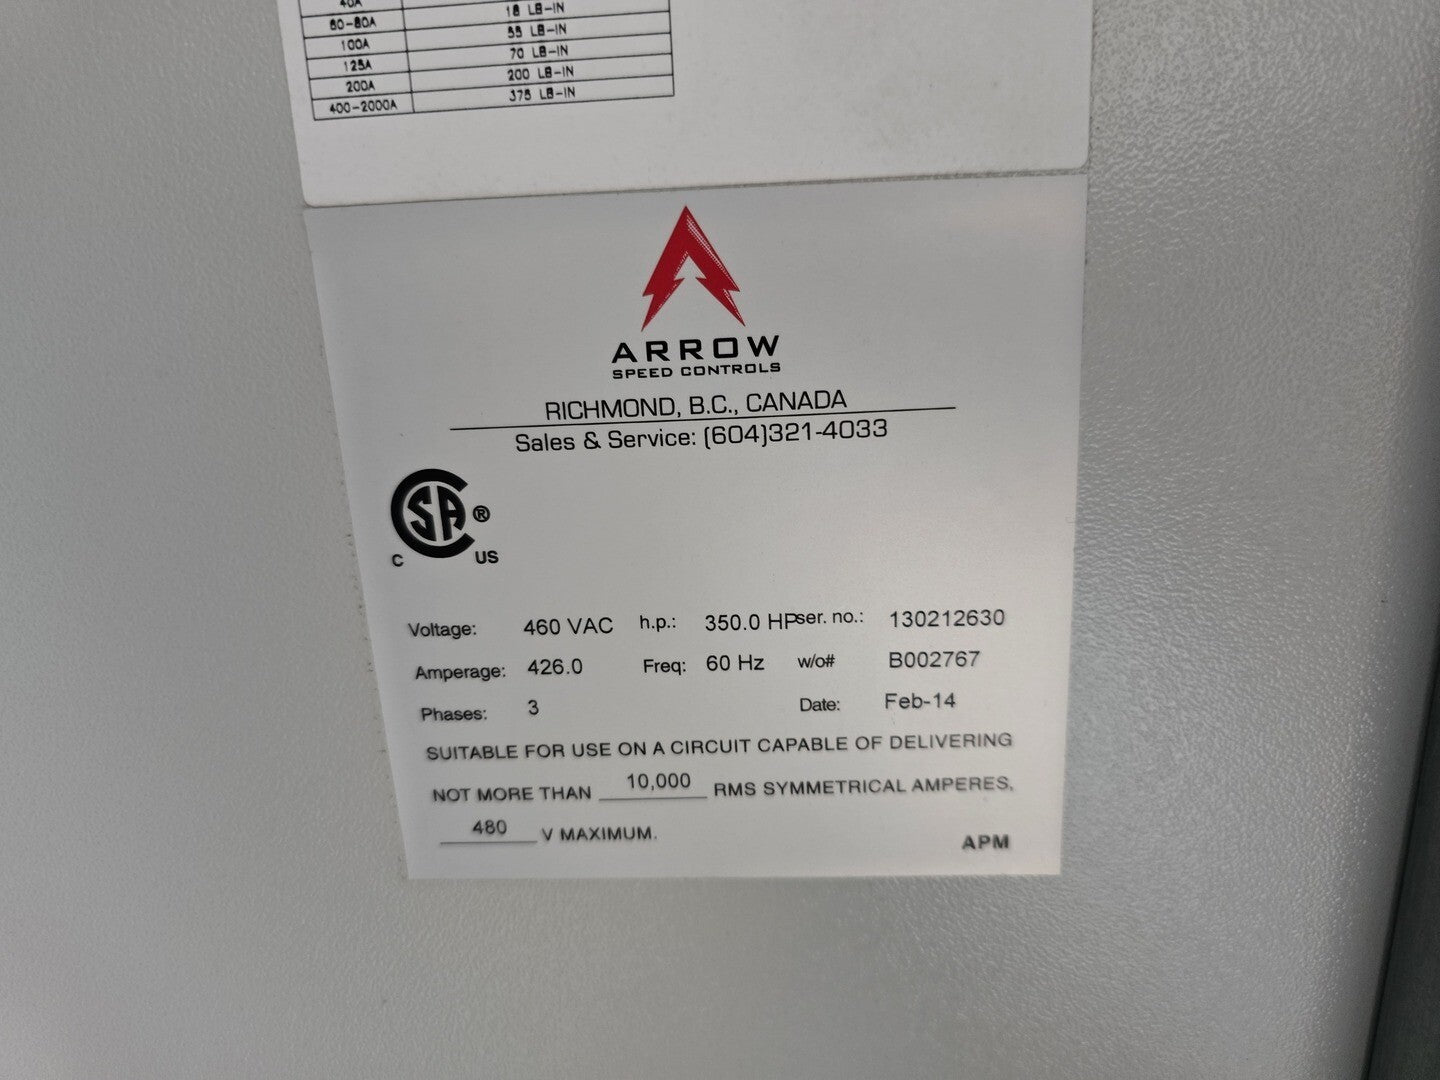 40A
60-80A 18 LB-IN
100A 55 LB-IN
125A 70 LB-IN
200A 200 LB-IN
400-2000A 375 LB-IN
ARROW
SPEED CONTROLS
RICHMOND, B.C., CANADA
Sales & Service: (604)321-4033
CSA®
C US
Voltage: 460 VAC h.p.: 350.0 HP ser. no.: 130212630
Amperage: 426.0 Freq: 60 Hz w/o# B002767
Phases: 3 Date: Feb-14
SUITABLE FOR USE ON A CIRCUIT CAPABLE OF DELIVERING
NOT MORE THAN 10,000 RMS SYMMETRICAL AMPERES,
480 V MAXIMUM.
APM